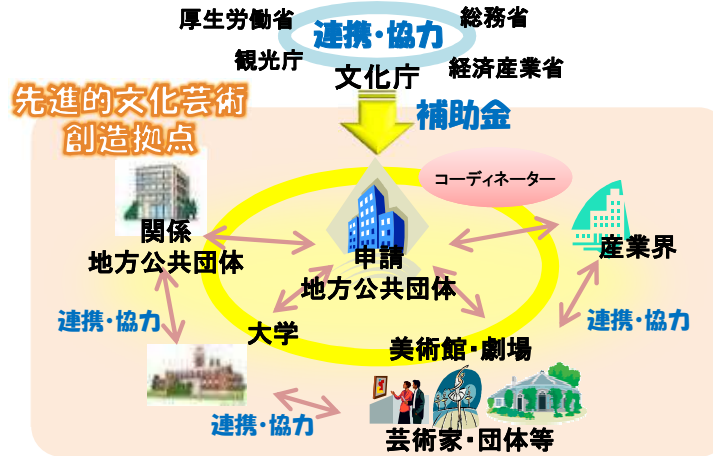 厚生労働省
総務省
連携・協力
観光庁
経済産業省
文化庁
先進的文化芸術
創造拠点
補助金
コーディネーター
関係
地方公共団体
申請
地方公共団体
産業界
連携・協力
大学
連携・協力
美術館・劇場
連携・協力
芸術家・団体等